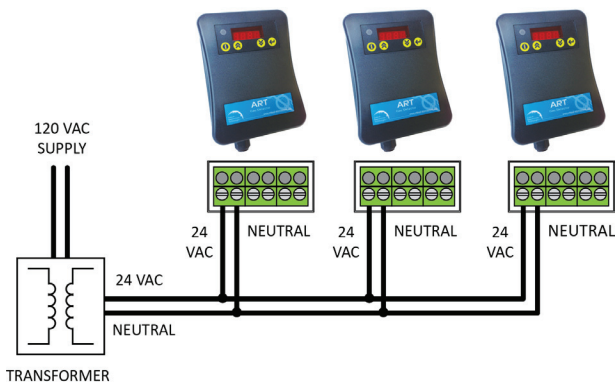 ART
ART
ART
120 VAC
SUPPLY
24
VAC
NEUTRAL
24
VAC
NEUTRAL
24
VAC
NEUTRAL
24 VAC
NEUTRAL
TRANSFORMER